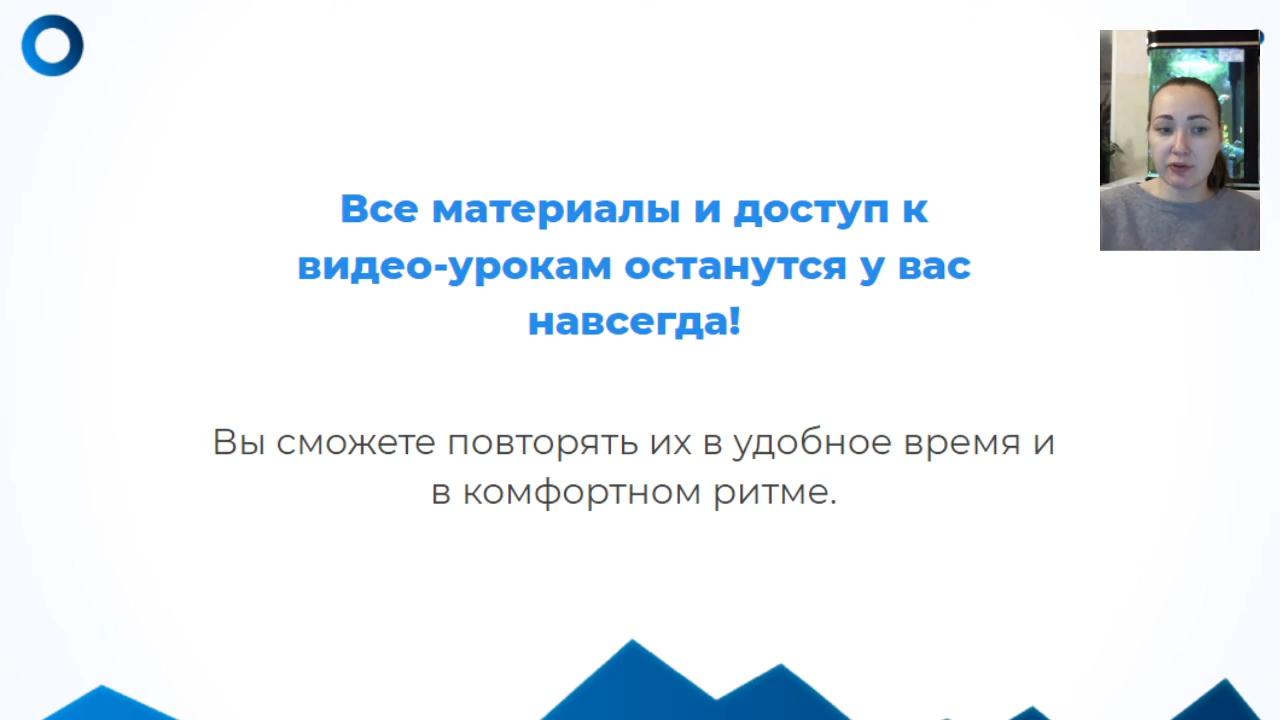 Все материалы и доступ к
видео-урокам останутся у вас
навсегда!
Вы сможете повторять их в удобное время и
в комфортном ритме.